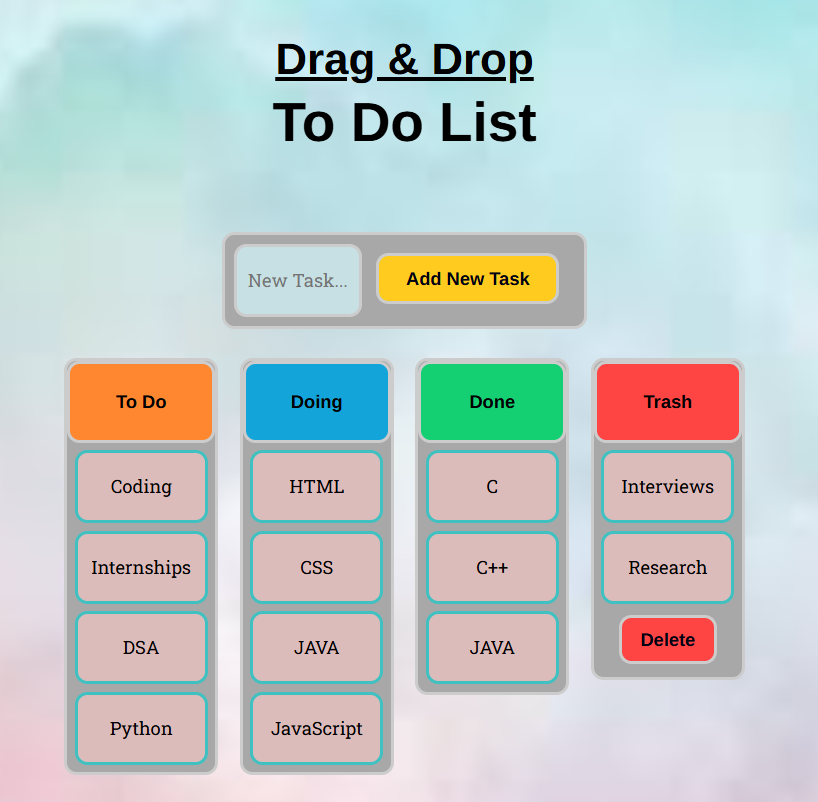 Drag & Drop
To Do List
New Task...
Add New Task
To Do
Coding
Internships
DSA
Python
Doing
HTML
CSS
JAVA
JavaScript
Done
C
C++
JAVA
Trash
Interviews
Research
Delete